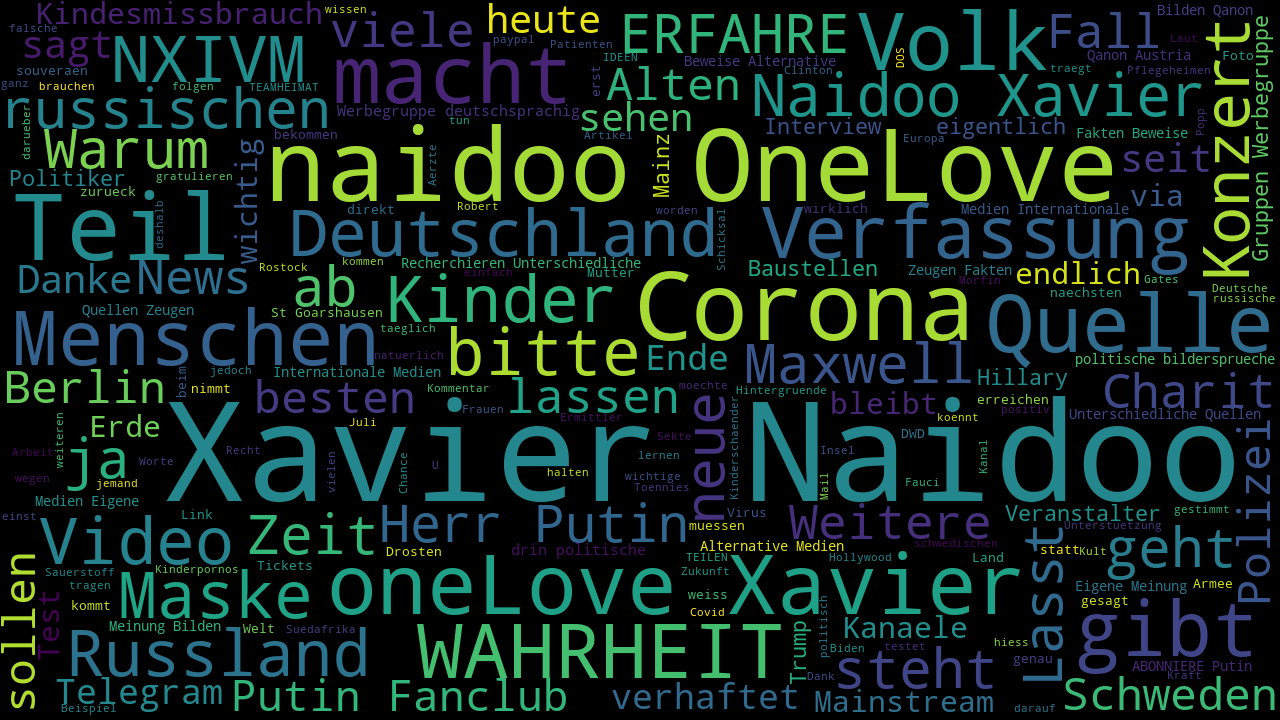 Kindesmissbrauch
wissen
heute
ERFAHRE
Volk
Fall
Bilden Qanon
falsche
sagt
NXIVM
viele
paypal
Patienten
IDEEN
Beweise Alternative
DOS
Qanon Austria
Laut
Konzert
Foto
Gruppen Werbegruppe
souveraen
macht
erst
Alten
Clinton
traegt
Pflegeheimen
ganz
brauchen
folgen
TEAMHEIMAT
russischen
Werbegruppe deutschsprachig
sehen
Naidoo Xavier
Popp
darueber
Warum
bekommen
tun
Artikel
Interview
eigentlich
Europa
Fakten Beweise
Politiker
gratulieren
Wichtig
naidoo OneLove
Aerzte
Mainz
seit
zurueck
via
Teil
deshalb
direkt
Robert
worden
wirklich
Medien Internationale
Deutschland
Schicksal
Verfassung
Danke
News
Rostock
kommen
Recherchieren Unterschiedliche
einfach
Mutter
Baustellen
Zeugen Fakten
Morfin
endlich
Gates
Deutsche
russische
ab
Kinder
Corona
naechsten
Quelle
Quellen Zeugen
St Goarshausen
taeglich
Menschen
natuerlich
bitte
Ende
Maxwell
politische bildersprueche
Internationale Medien
jedoch
beim
Hillary
Berlin
nimmt
besten
Kommentar
lassen
moechte
Hintergruende
bleibt
erreichen
positiv
Charit
Unterschiedliche Quellen
Erde
weiteren
Juli
Frauen
Ermittler
neue
Kinderschaender
koennt
Xavier Naidoo
Arbeit
ja
Worte
Recht
Sekte
DWD
Insel
Kanal
Polizei
wegen
jemand
vielen
Chance
U
halten
lernen
wichtige
Toennies
Mail
Fauci
Medien Eigene
einst
Link
Herr Putin
Virus
Weitere
Veranstalter
gestimmt
muessen
Unterstuetzung
Video
Zeit
Drosten
drin politische
TEILEN
Alternative Medien
Hollywood
schwedischen
Land
Lasst
statt
Kult
geht
sollen
Sauerstoff
Kinderpornos
Tickets
Zukunft
tragen
Maske
oneLove Xavier
weiss
Eigene Meinung
Armee
kommt
Test
Covid
gesagt
Meinung Bilden
Welt
Suedafrika
Trump
politisch
Kanaele
hiess
gibt
Russland
WAHRHEIT
Biden
testet
genau
ABONNIERE Putin
Dank
steht
Kraft
Telegram
Putin Fanclub
verhaftet
Mainstream
Schweden
Beispiel
darauf